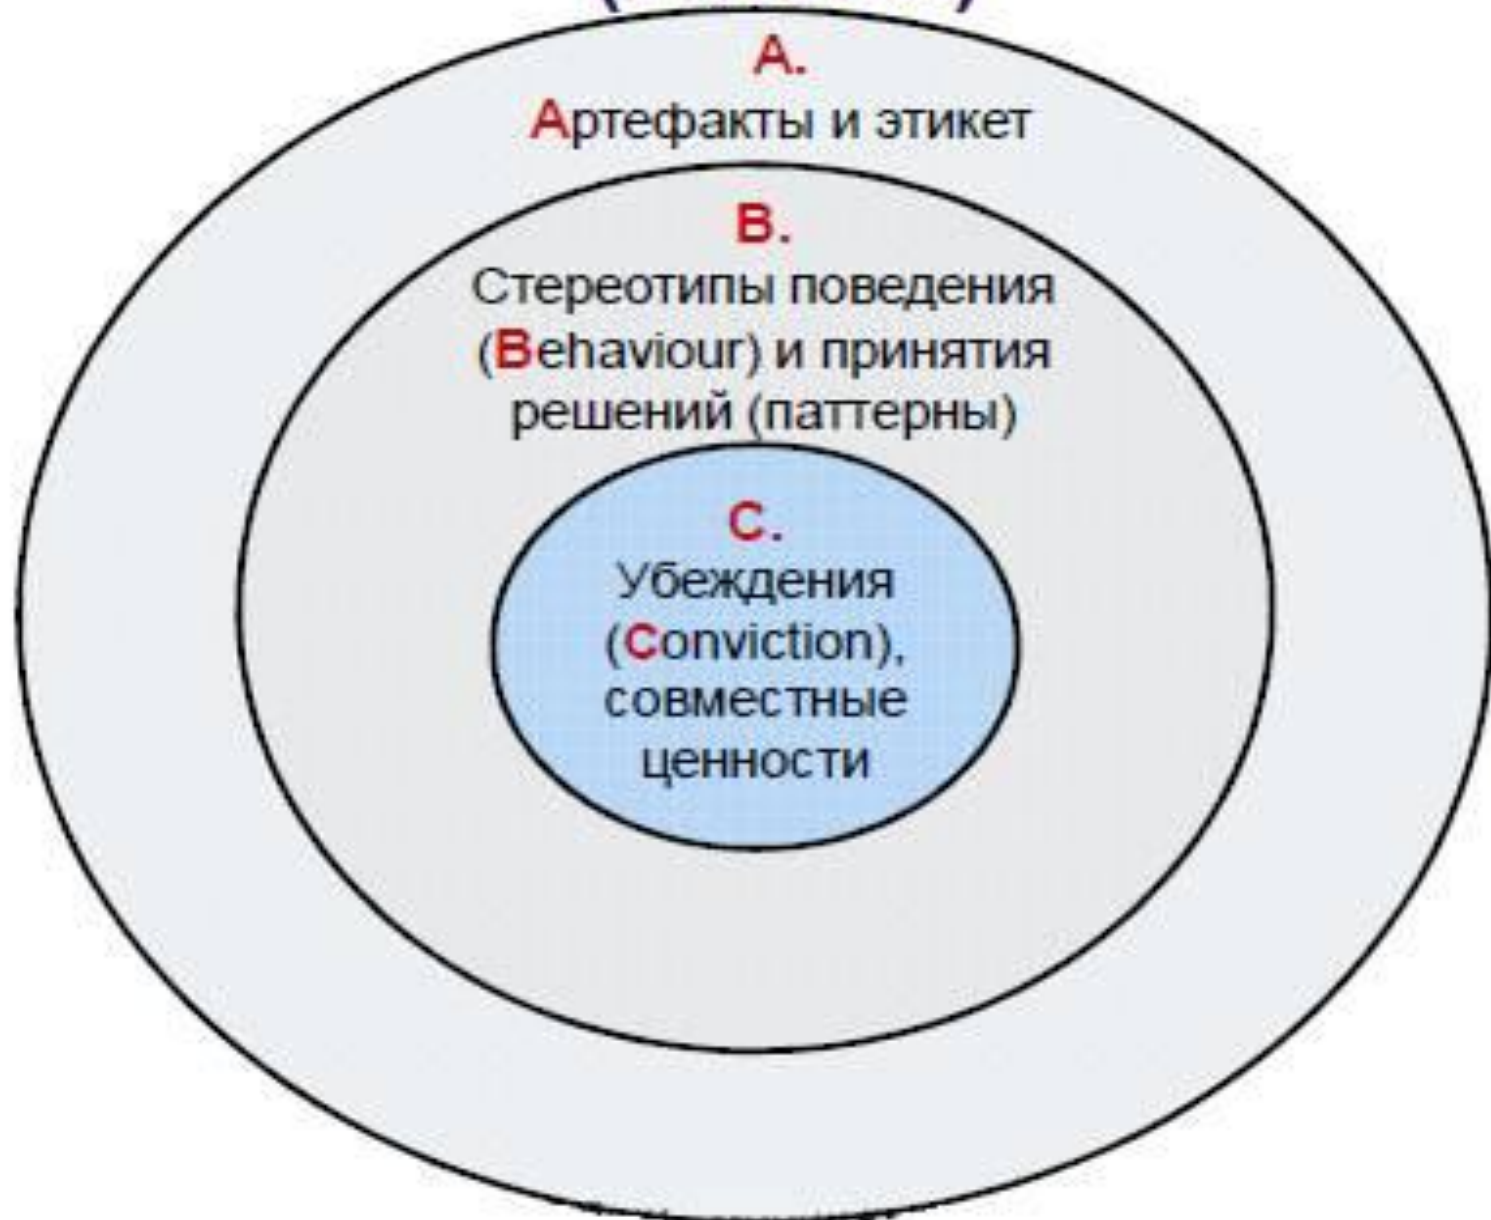 A.
Артефакты и этикет
B.
Стереотипы поведения
(Behaviour) и принятия
решений (паттерны)
C.
Убеждения
(Conviction),
совместные
ценности